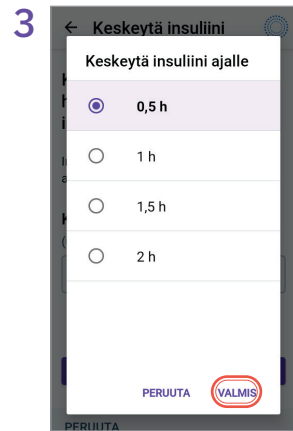 3
Keskeytä insuliini
Keskeytä insuliini ajalle
0,5 h
1 h
1,5 h
2 h
PERUUTA VALMIS
PERUUTA